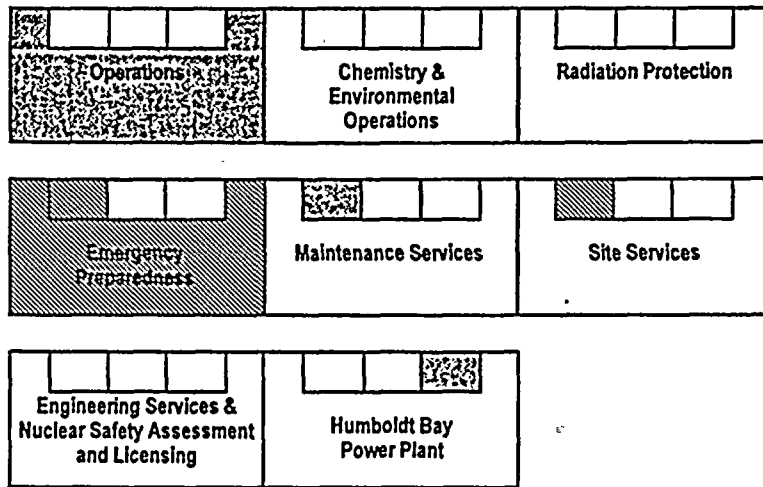 Operations
Chemistry &
Environmental
Operations
Radiation Protection
Emergency
Preparedness
Maintenance Services
Site Services
Engineering Services &
Nuclear Safety Assessment
and Licensing
Humboldt Bay
Power Plant